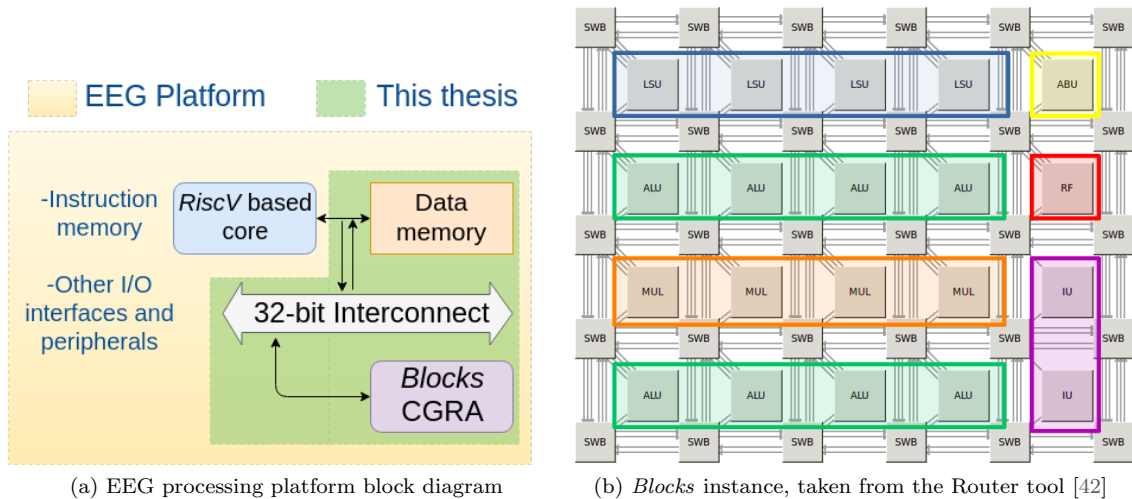 EEG Platform
This thesis
-Instruction
memory
RiscV based
core
Data
memory
-Other I/O
interfaces and
peripherals
32-bit Interconnect
Blocks
CGRA
(a) EEG processing platform block diagram
SWB SWB SWB SWB SWB SWB
LSU LSU LSU LSU ABU
SWB SWB SWB SWB SWB SWB
ALU ALU ALU ALU RF
SWB SWB SWB SWB SWB SWB
MUL MUL MUL MUL IU
SWB SWB SWB SWB SWB SWB
ALU ALU ALU ALU IU
SWB SWB SWB SWB SWB SWB
(b) Blocks instance, taken from the Router tool [42]